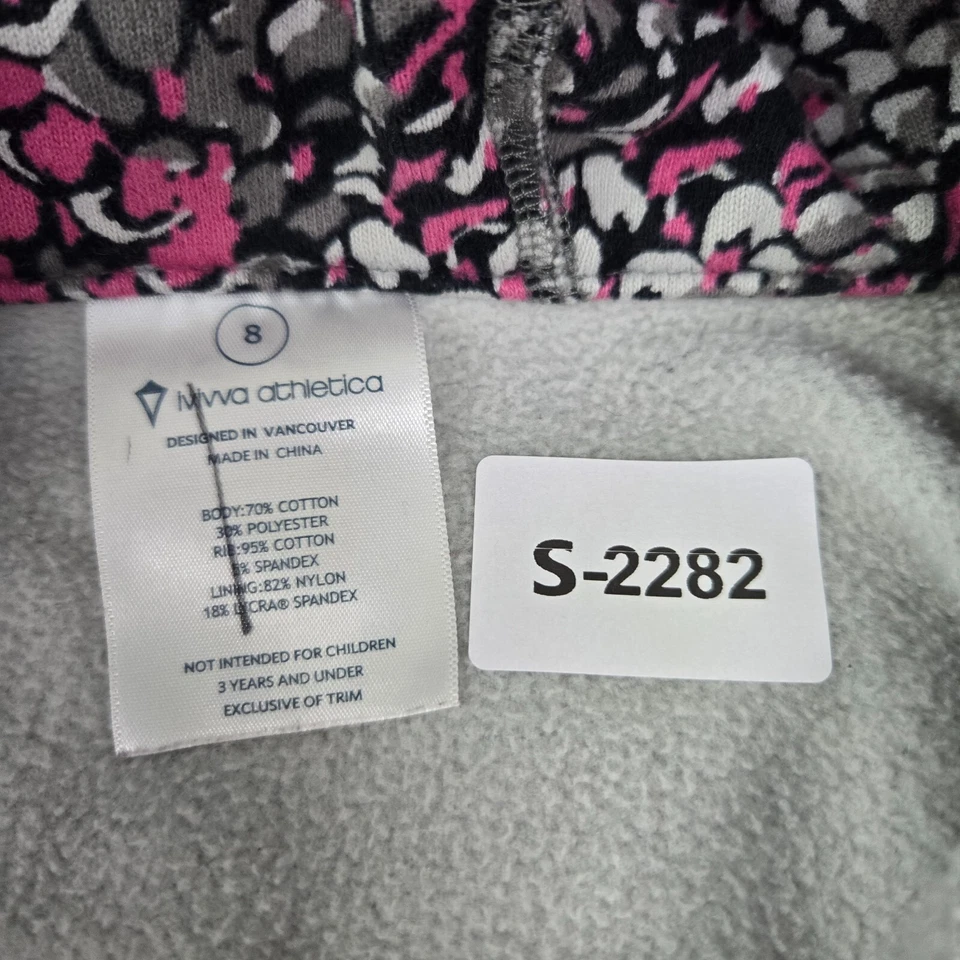 8
ivivva athletica
DESIGNED IN VANCOUVER
MADE IN CHINA
BODY:70% COTTON
30% POLYESTER
RIB:95% COTTON
5% SPANDEX
LINING:82% NYLON
18% LYCRA® SPANDEX
NOT INTENDED FOR CHILDREN
3 YEARS AND UNDER
EXCLUSIVE OF TRIM
S-2282